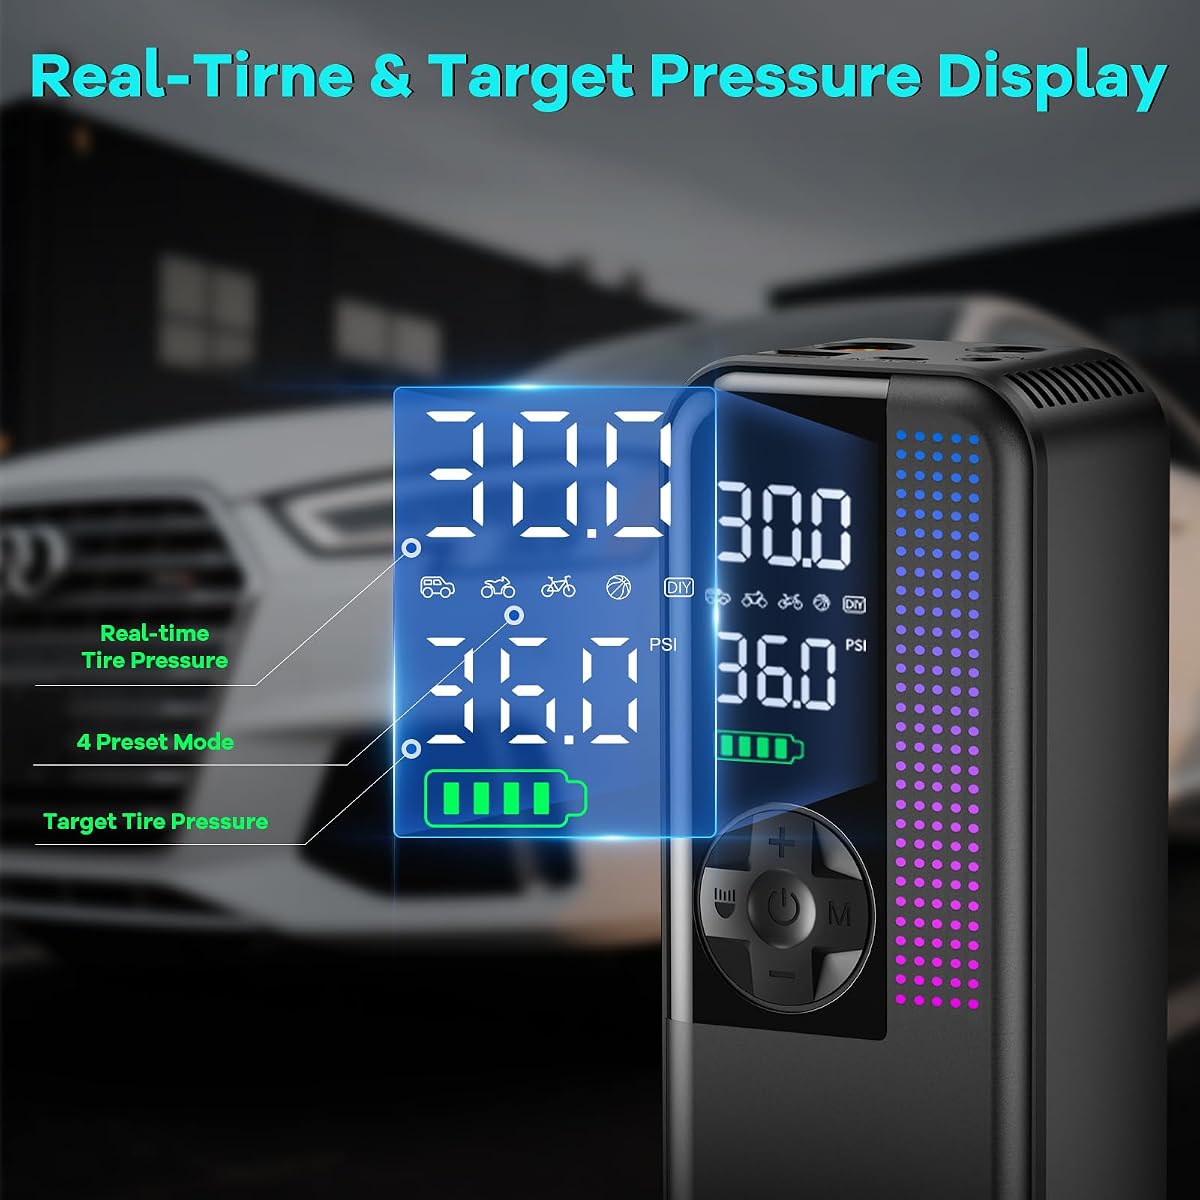 Real-Tirne & Target Pressure Display
30.0
DIY
36.0 PSI
30.0
DIY
36.0 PSI
M
Real-time
Tire Pressure
4 Preset Mode
Target Tire Pressure